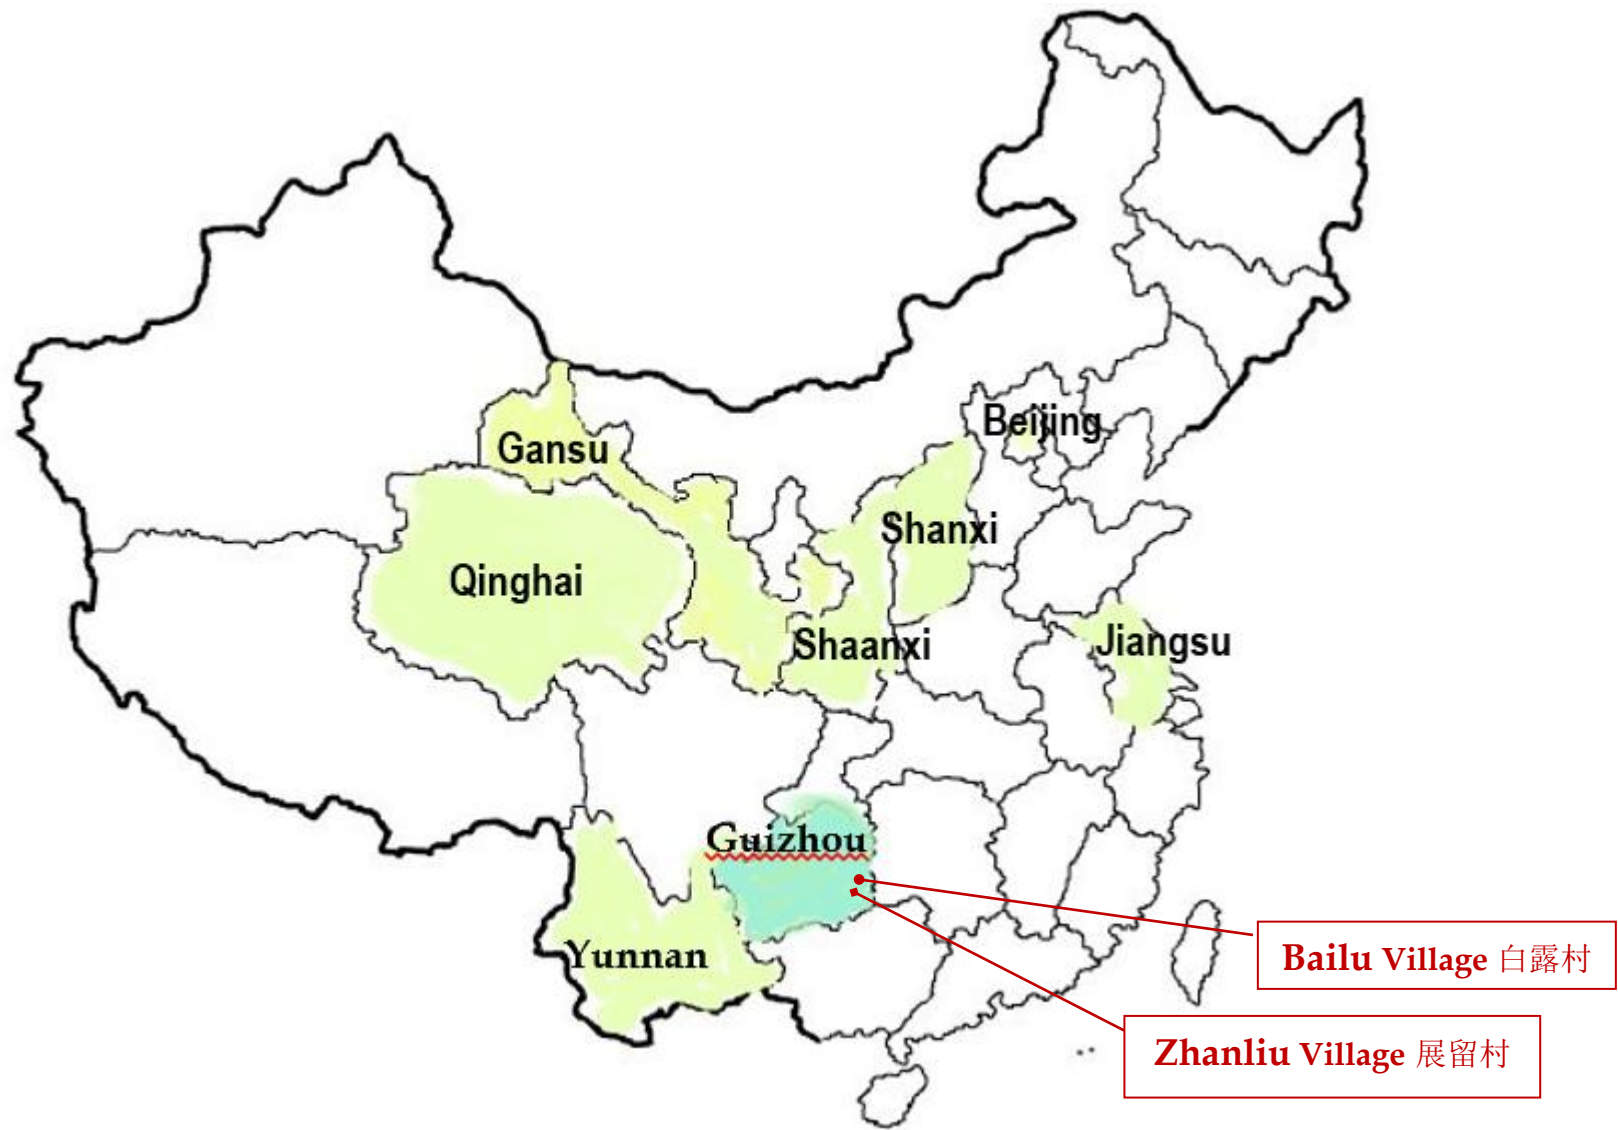 Beijing
Gansu
Shanxi
Qinghai
Shaanxi
Jiangsu
Guizhou
Yunnan
Bailu Village 白露村
Zhanliu Village 展留村